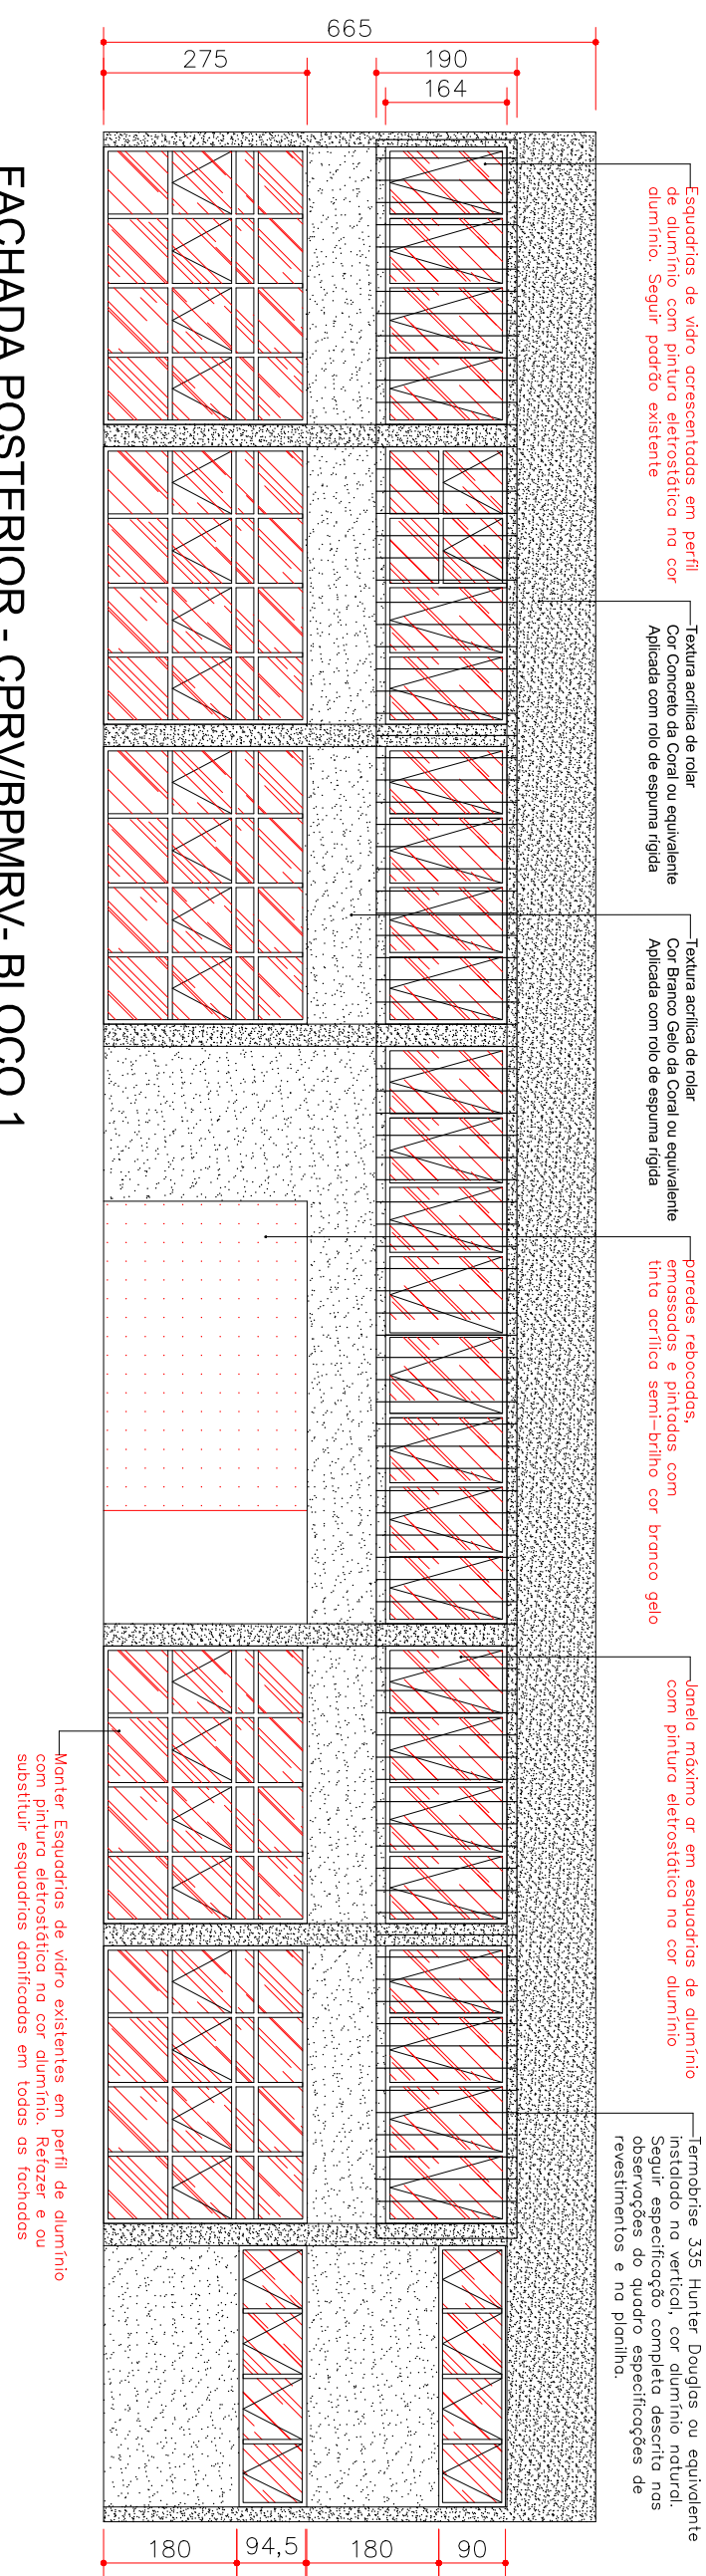 665
275
190
164
Esquadrias de vidro acrescentadas em perfil
de alumínio com pintura eletrostática na cor
alumínio. Seguir padrão existente
Textura acrílica de rolar
Cor Concreto da Coral ou equivalente
Aplicada com rolo de espuma rígida
Textura acrílica de rolar
Cor Branco Gelo da Coral ou equivalente
Aplicada com rolo de espuma rígida
paredes rebocadas,
emassadas e pintadas com
tinta acrílica semi-brilho cor branco gelo
Janela máximo ar em esquadrias de alumínio
com pintura eletrostática na cor alumínio
Termobrise 335 Hunter Douglas ou equivalente
instalado na vertical, cor alumínio natural.
Seguir especificação completa descrita nas
observações do quadro especificações de
revestimentos e na planilha.
Manter Esquadrias de vidro existentes em perfil de alumínio
com pintura eletrostática na cor alumínio. Refazer e ou
substituir esquadrias danificadas em todas as fachadas
180
94,5
180
90
FACHADA POSTERIOR - CPRV/BPMRV- BLOCO 1